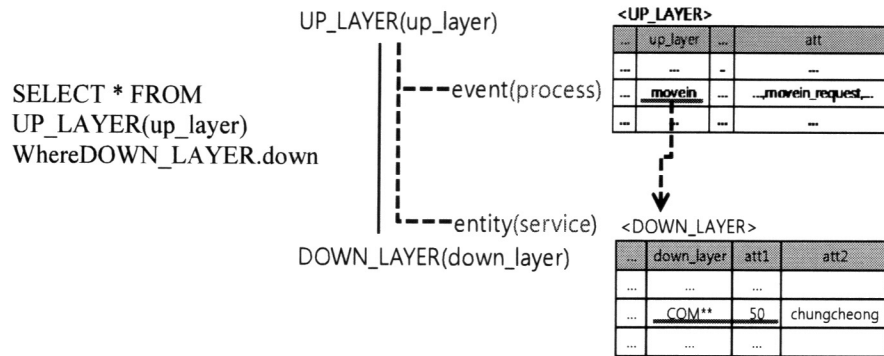 SELECT * FROM
UP_LAYER(up_layer)
WhereDOWN_LAYER.down
UP_LAYER(up_layer)
event(process)
entity(service)
DOWN_LAYER(down_layer)
<UP_LAYER>
... up_layer ... att
... ... - ...
... movein ... ...,movein_request,...
... ... ... ...
<DOWN_LAYER>
... down_layer att1 att2
... ... ...
... COM** 50 chungcheong
... ... ...